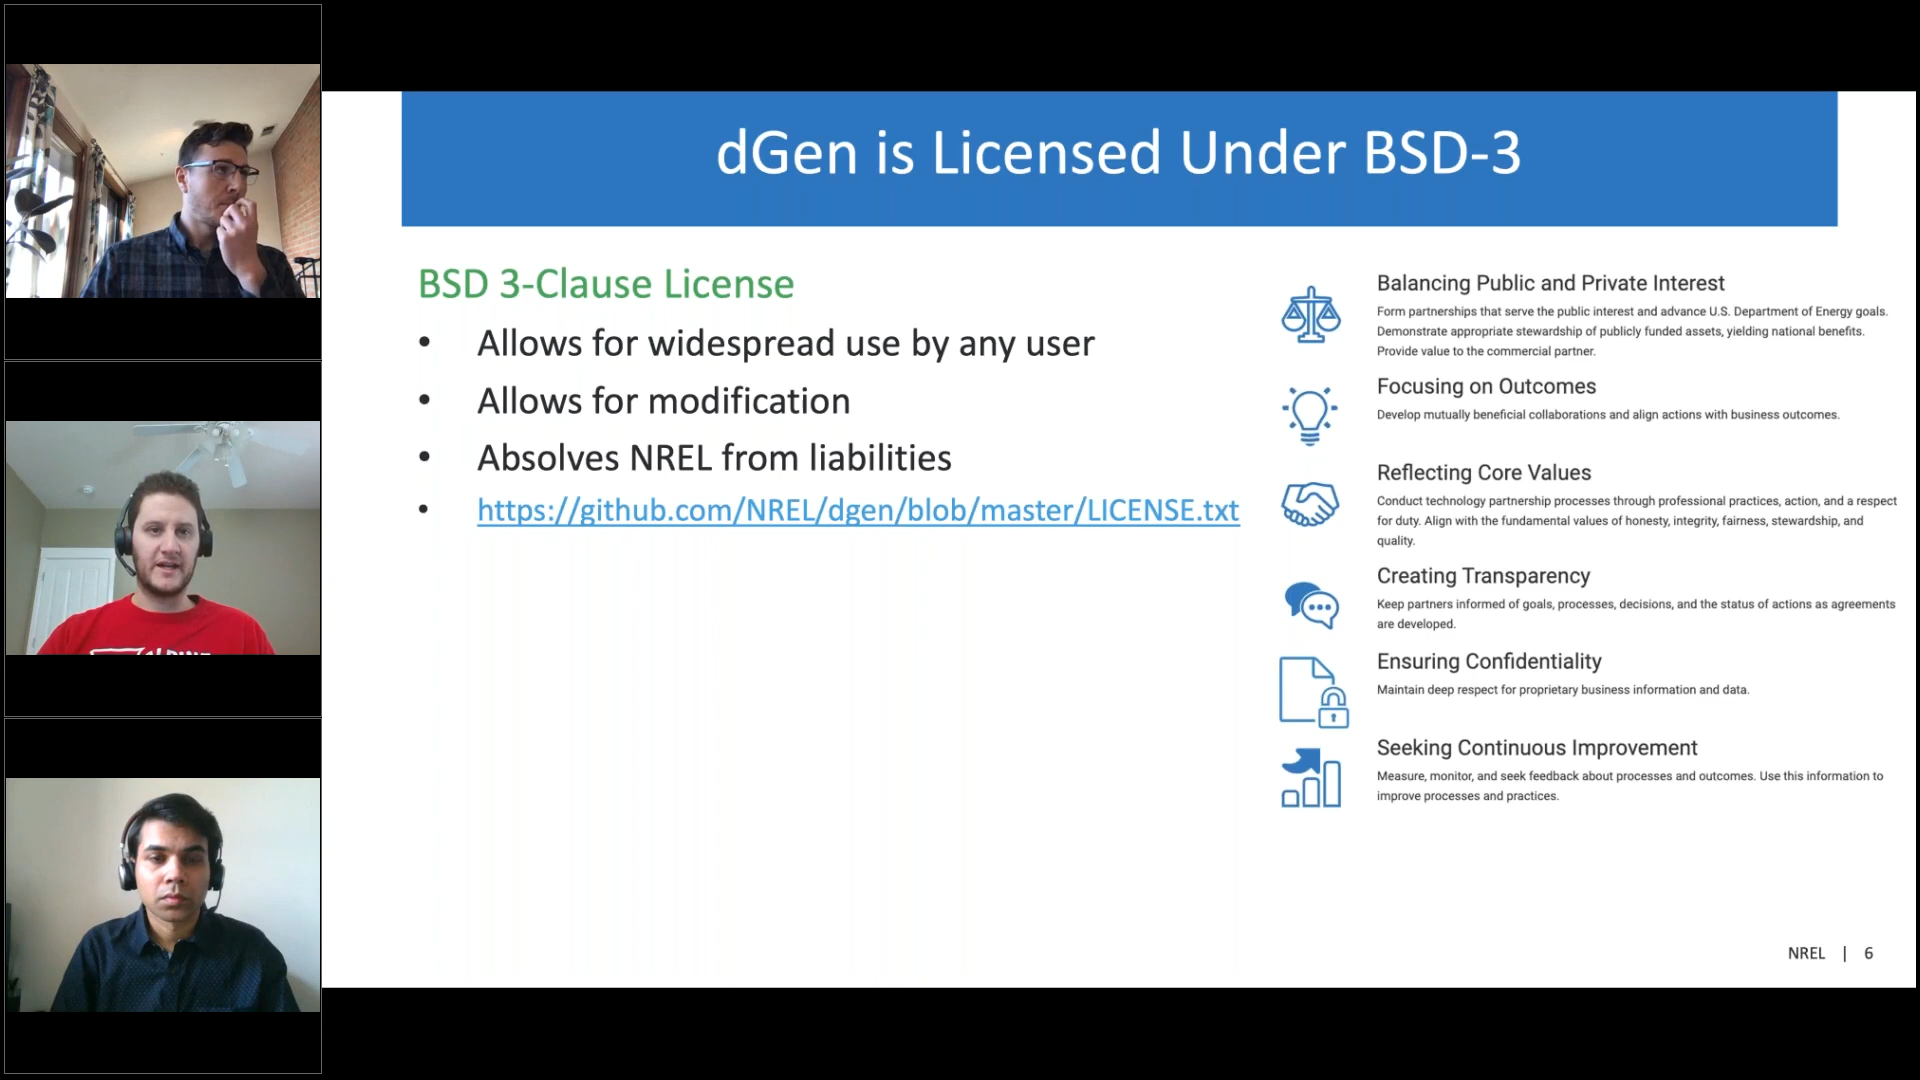 dGen is Licensed Under BSD-3
BSD 3-Clause License
• Allows for widespread use by any user
• Allows for modification
• Absolves NREL from liabilities
• https://github.com/NREL/dgen/blob/master/LICENSE.txt
Balancing Public and Private Interest
Form partnerships that serve the public interest and advance U.S. Department of Energy goals.
Demonstrate appropriate stewardship of publicly funded assets, yielding national benefits.
Provide value to the commercial partner.
Focusing on Outcomes
Develop mutually beneficial collaborations and align actions with business outcomes.
Reflecting Core Values
Conduct technology partnership processes through professional practices, action, and a respect
for duty. Align with the fundamental values of honesty, integrity, fairness, stewardship, and
quality.
Creating Transparency
Keep partners informed of goals, processes, decisions, and the status of actions as agreements
are developed.
Ensuring Confidentiality
Maintain deep respect for proprietary business information and data.
Seeking Continuous Improvement
Measure, monitor, and seek feedback about processes and outcomes. Use this information to
improve processes and practices.
NREL | 6